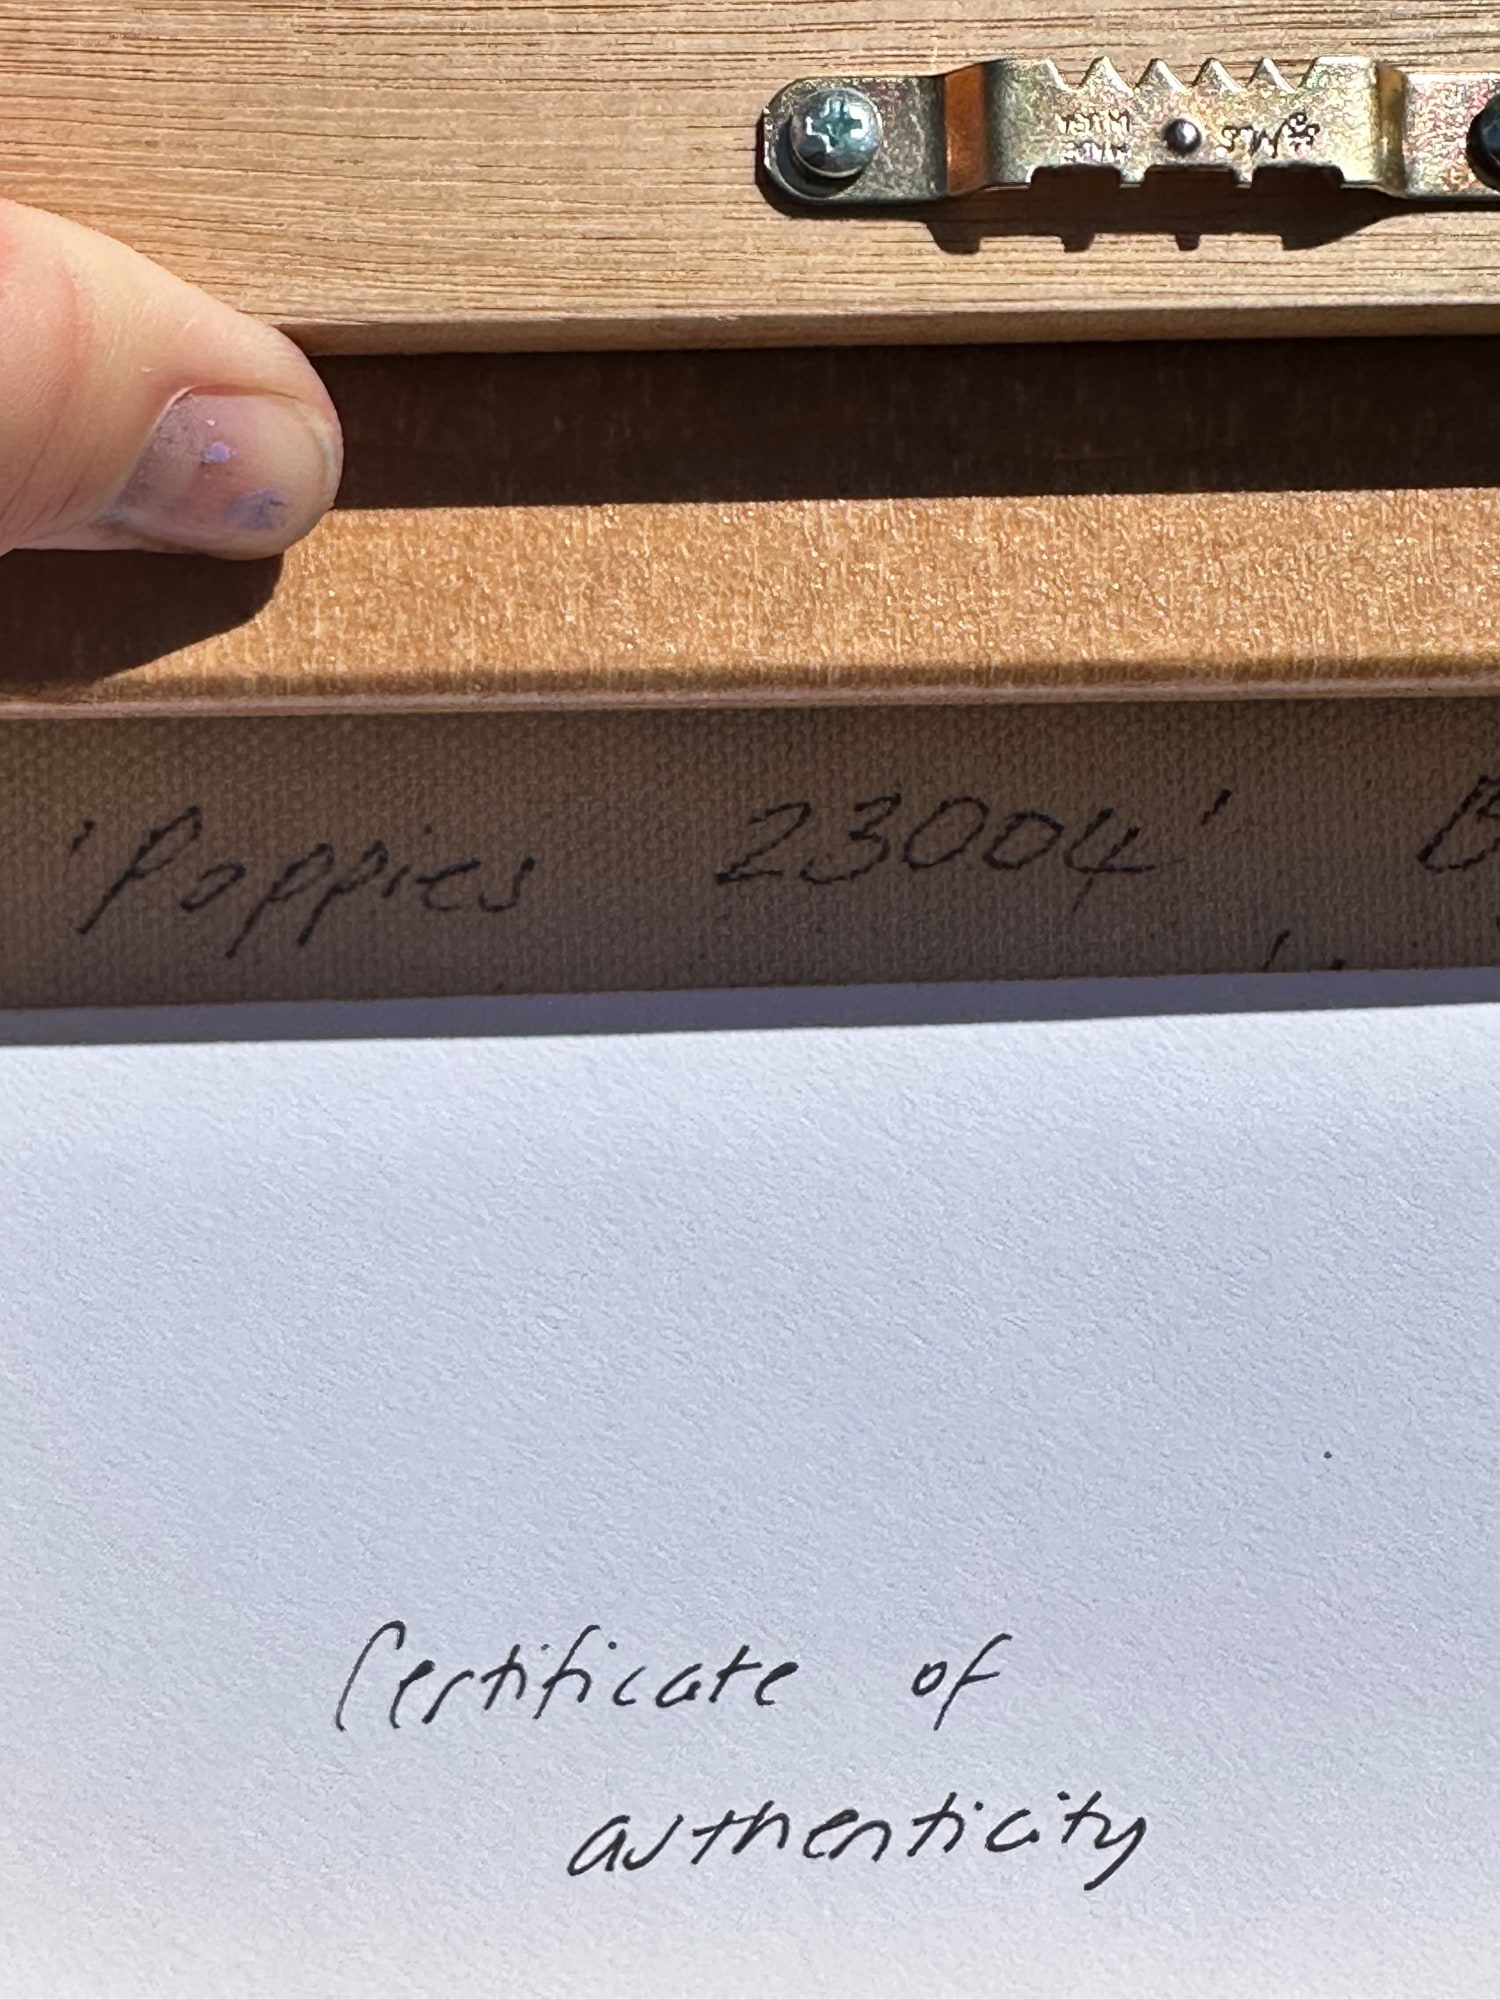 'Poppies 23004' B
Certificate of
authenticity